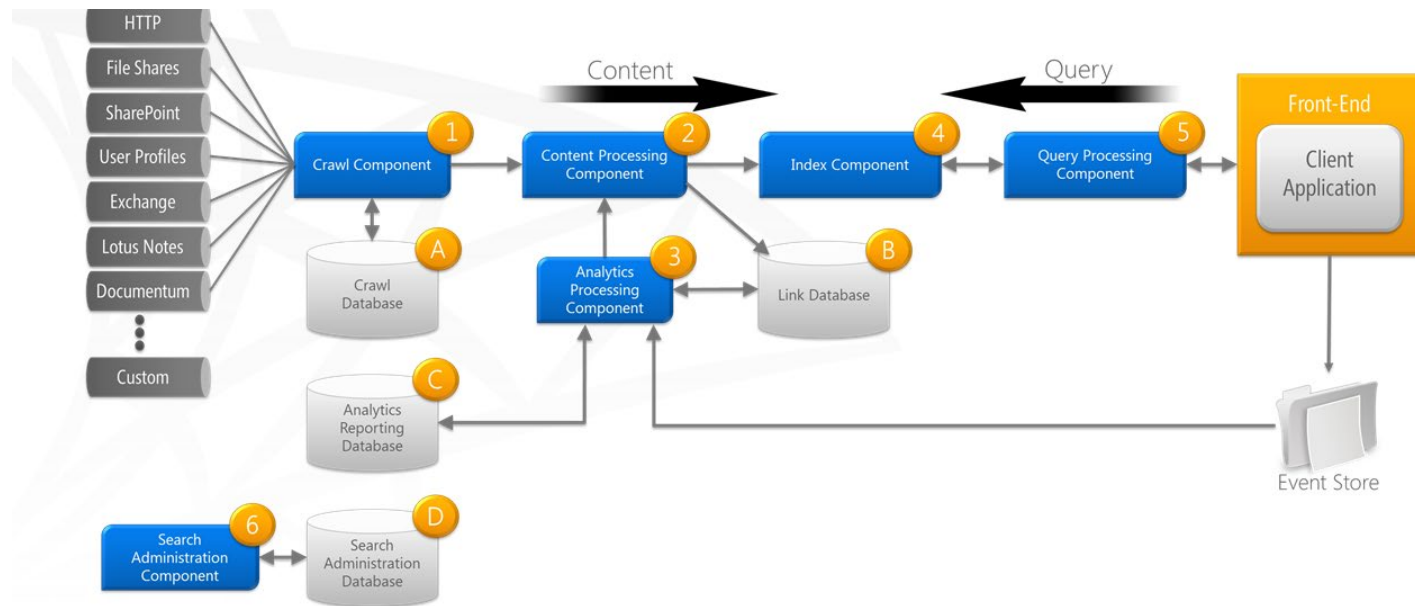 HTTP
File Shares
SharePoint
User Profiles
Exchange
Lotus Notes
Documentum
Custom
Content
Query
1
Crawl Component
2
Content Processing
Component
4
Index Component
5
Query Processing
Component
Front-End
Client
Application
A
Crawl
Database
3
Analytics
Processing
Component
B
Link Database
C
Analytics
Reporting
Database
Event Store
6
Search
Administration
Component
D
Search
Administration
Database